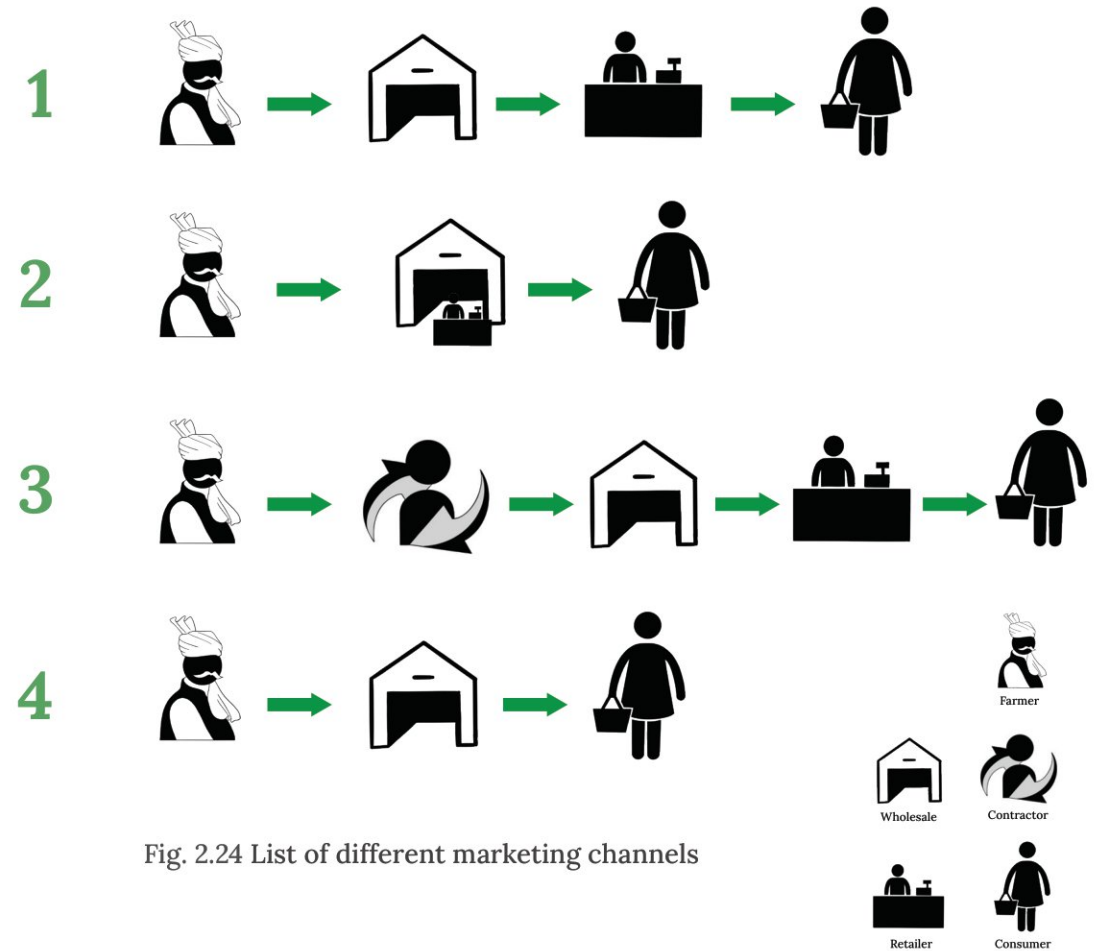 1
2
3
4
Farmer
Wholesale
Contractor
Fig. 2.24 List of different marketing channels
Retailer
Consumer